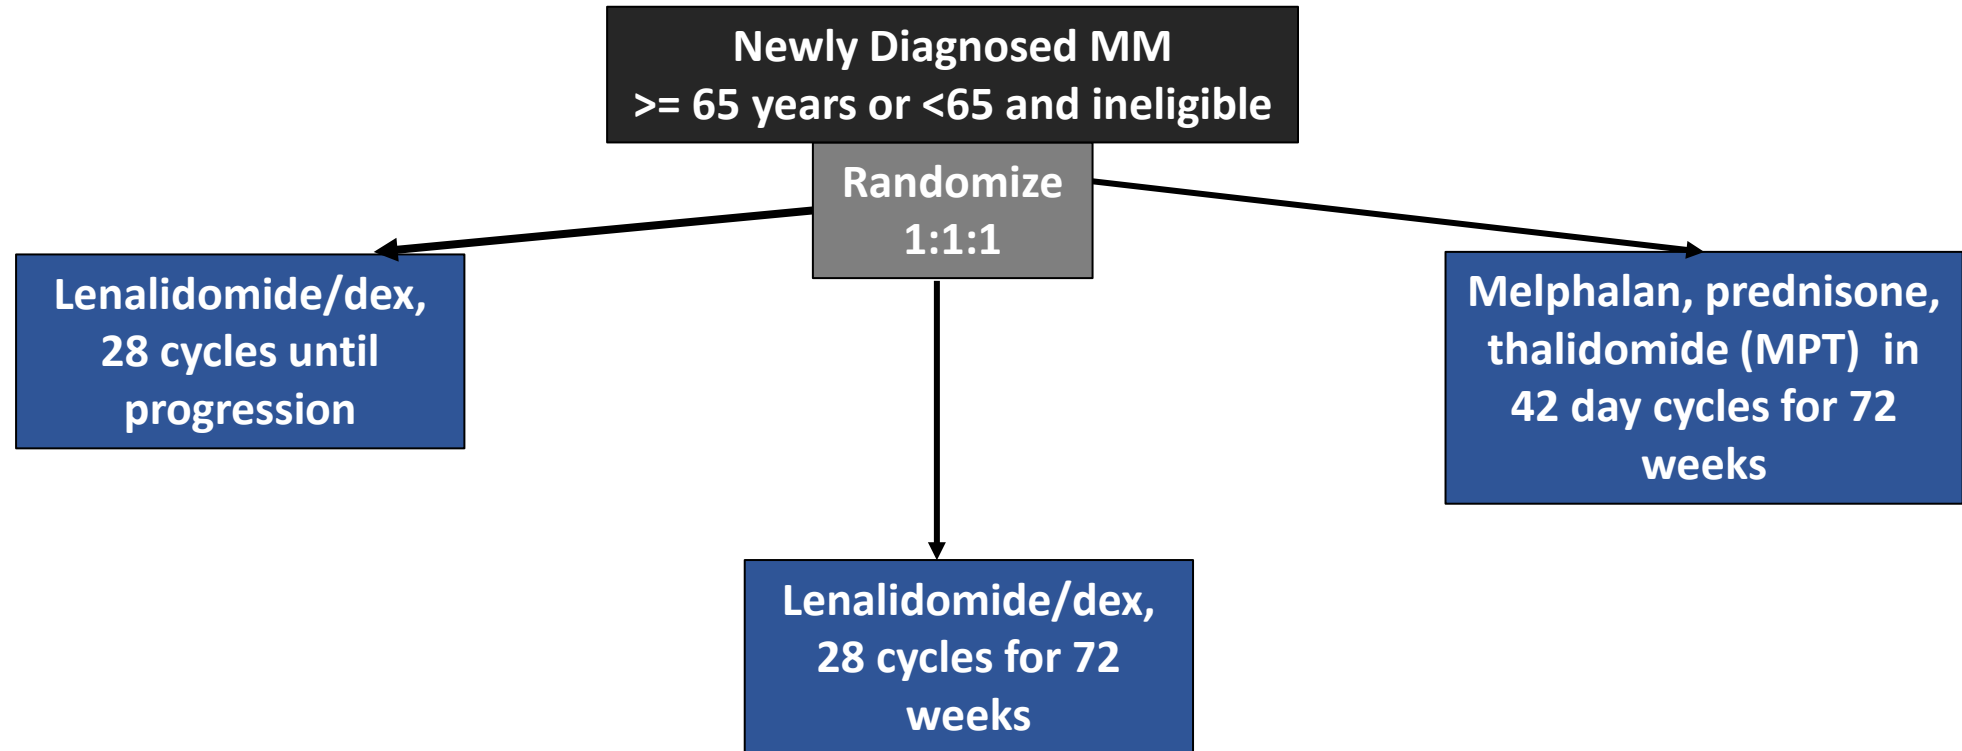 Newly Diagnosed MM
>= 65 years or <65 and ineligible
Randomize
1:1:1
Lenalidomide/dex,
28 cycles until
progression
Lenalidomide/dex,
28 cycles for 72
weeks
Melphalan, prednisone,
thalidomide (MPT) in
42 day cycles for 72
weeks